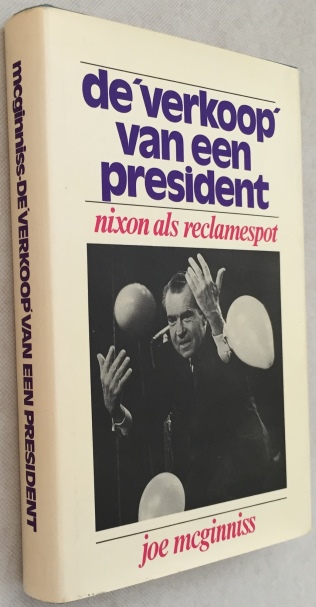 de ´verkoop´
van een
president
nixon als reclamespot
joe mcginniss
mcginniss-DE ´VERKOOP´ VAN EEN PRESIDENT